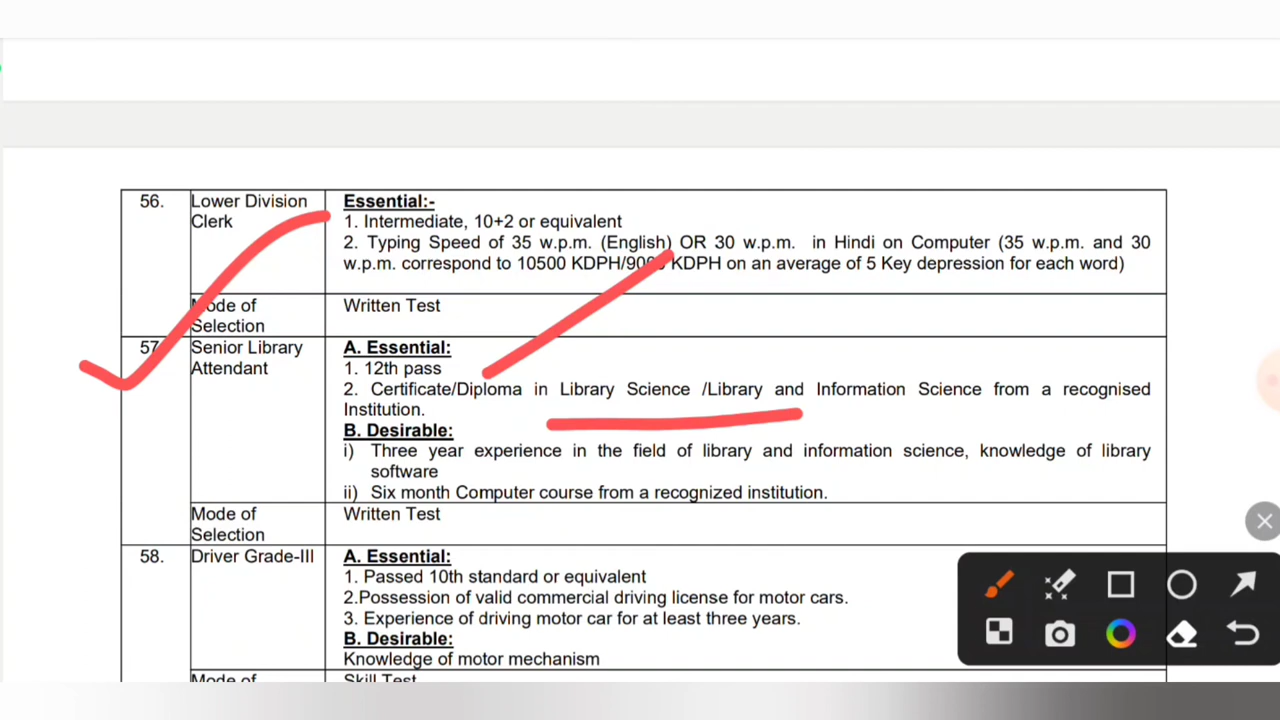 56. Lower Division Essential:-
Clerk 1. Intermediate, 10+2 or equivalent
2. Typing Speed of 35 w.p.m. (English) OR 30 w.p.m. in Hindi on Computer (35 w.p.m. and 30
w.p.m. correspond to 10500 KDPH/9000 KDPH on an average of 5 Key depression for each word)
Mode of Written Test
Selection
57. Senior Library A. Essential:
Attendant 1. 12th pass
2. Certificate/Diploma in Library Science /Library and Information Science from a recognised
Institution.
B. Desirable:
i) Three year experience in the field of library and information science, knowledge of library
software
ii) Six month Computer course from a recognized institution.
Mode of Written Test
Selection
58. Driver Grade-III A. Essential:
1. Passed 10th standard or equivalent
2.Possession of valid commercial driving license for motor cars.
3. Experience of driving motor car for at least three years.
B. Desirable:
Knowledge of motor mechanism
Mode of Skill Test